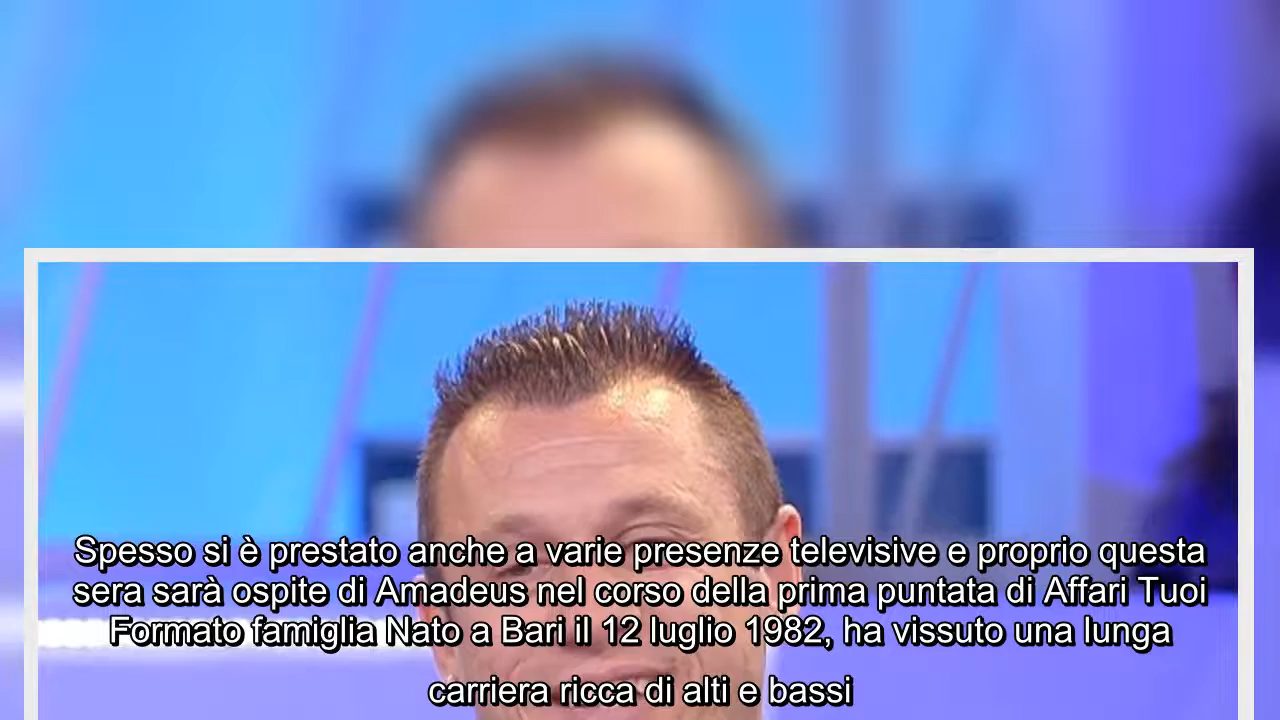 Spesso si è prestato anche a varie presenze televisive e proprio questa
sera sarà ospite di Amadeus nel corso della prima puntata di Affari Tuoi
Formato famiglia Nato a Bari il 12 luglio 1982, ha vissuto una lunga
carriera ricca di alti e bassi